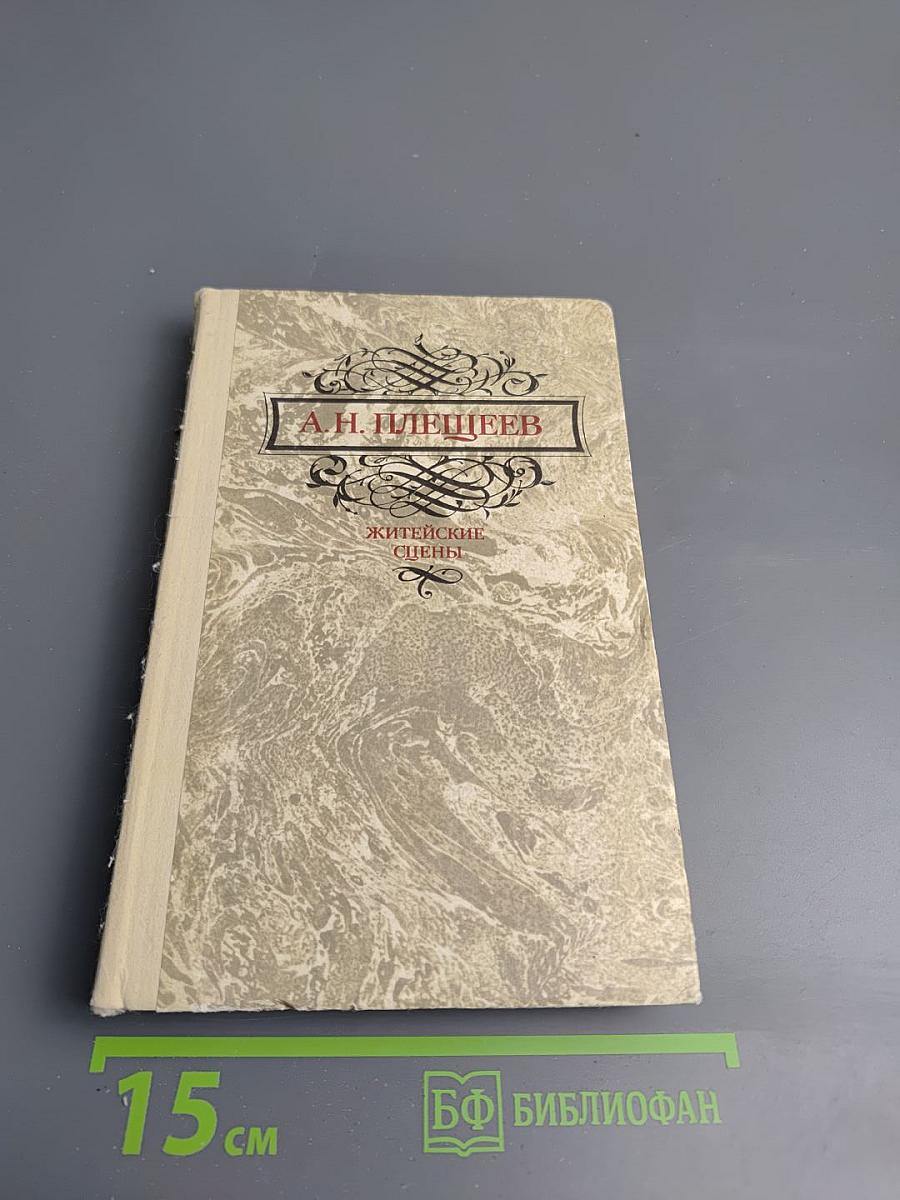 А. Н. ПЛЕЩЕЕВ
ЖИТЕЙСКИЕ
СЦЕНЫ
15 см
БФ БИБЛИОФАН